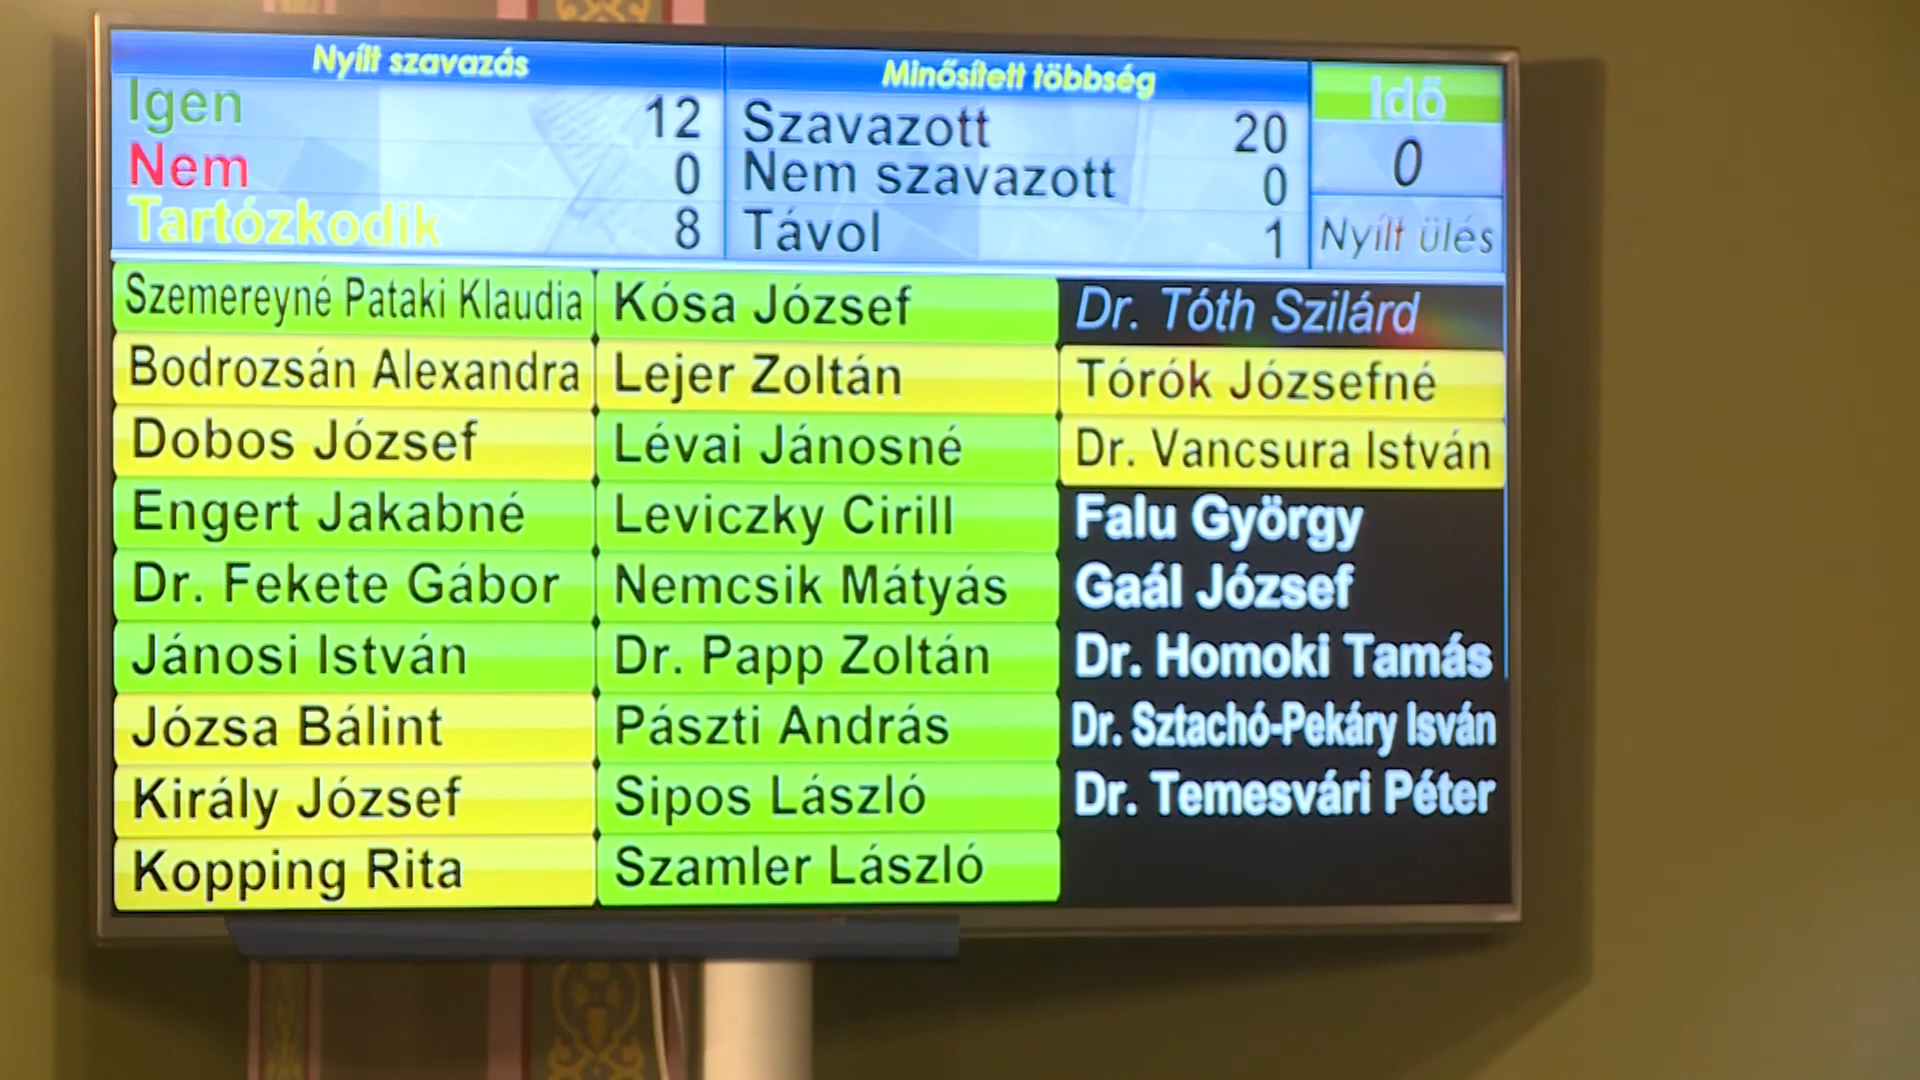 Nyílt szavazás
Igen 12
Nem 0
Tartózkodik 8
Minősített többség
Szavazott 20
Nem szavazott 0
Távol 1
Idő
0
Nyílt ülés
Szemereyné Pataki Klaudia
Bodrozsán Alexandra
Dobos József
Engert Jakabné
Dr. Fekete Gábor
Jánosi István
Józsa Bálint
Király József
Kopping Rita
Kósa József
Lejer Zoltán
Lévai Jánosné
Leviczky Cirill
Nemcsik Mátyás
Dr. Papp Zoltán
Pászti András
Sipos László
Szamler László
Dr. Tóth Szilárd
Tórók Józsefné
Dr. Vancsura István
Falu György
Gaál József
Dr. Homoki Tamás
Dr. Sztachó-Pekáry Isván
Dr. Temesvári Péter